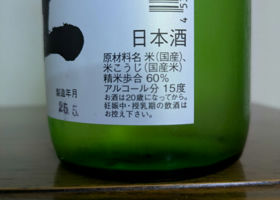 日本酒
原材料名 米(国産)、
米こうじ(国産米)
精米歩合 60%
アルコール分 15度
お酒は20歳になってから。
妊娠中・授乳期の飲酒は
お控え下さい。
製造年月
26.5